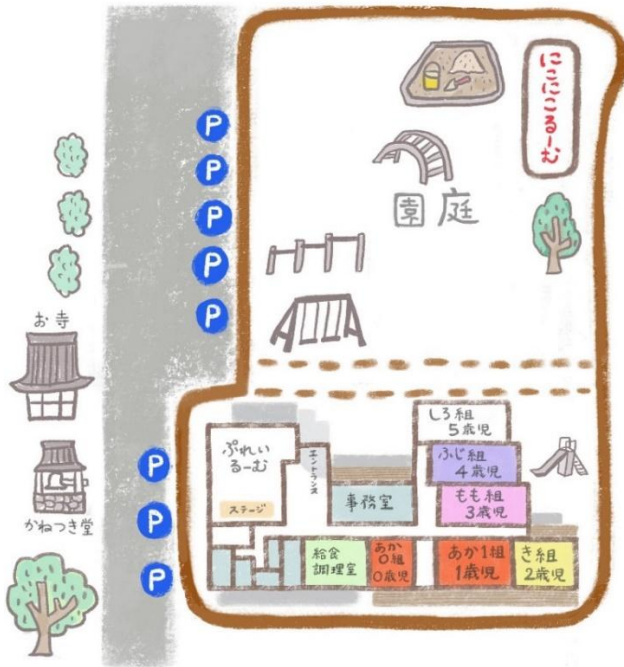 にこにこるーむ
P
P
P
P
P
園庭
お寺
かねつき堂
P
P
P
ぷれい
るーむ
ステージ
エントランス
事務室
しろ組
5歳児
ふじ組
4歳児
もも組
3歳児
給食
調理室
あか
0組
0歳児
あか1組
1歳児
き組
2歳児